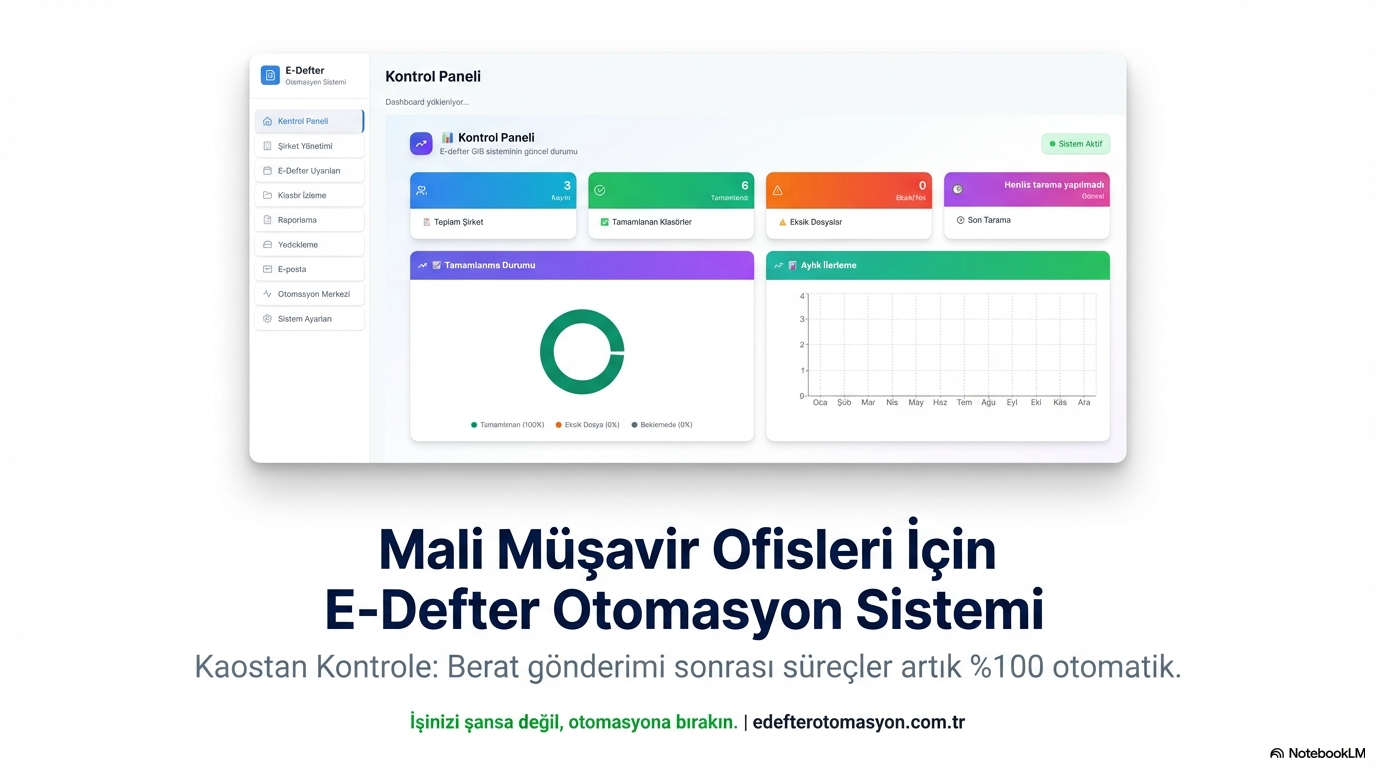 E-Defter
Otomasyon Sistemi
Kontrol Paneli
Şirket Yönetimi
E-Defter Uyarıları
Klasör İzleme
Raporlsma
Yedekleme
E-posta
Otomasyon Merkezi
Sistem Ayarları
Kontrol Paneli
Dashboard yökleniyor...
Kontrol Paneli
E-defter GIB sisteminin güncel durumu
Sistem Aktif
3
Toplam Şirket
6
Tamamlandı
Tamamlanan Klasörler
0
Eksik Dosyalar
Henüs tarama yapılmadı
Güncel
Son Tarama
Tamamlanma Durumu
Tamamlanan (100%) Eksik Dosya (0%) Beklemede (0%)
Aylık İlerleme
4
3
2
1
0
Oca Şub Mar Nis May Haz Tem Ağu Eyl Eki Kas Ara
Mali Müşavir Ofisleri İçin
E-Defter Otomasyon Sistemi
Kaostan Kontrole: Berat gönderimi sonrası süreçler artık %100 otomatik.
İşinizi şansa değil, otomasyona bırakın. | edefterotomasyon.com.tr
NotebookLM